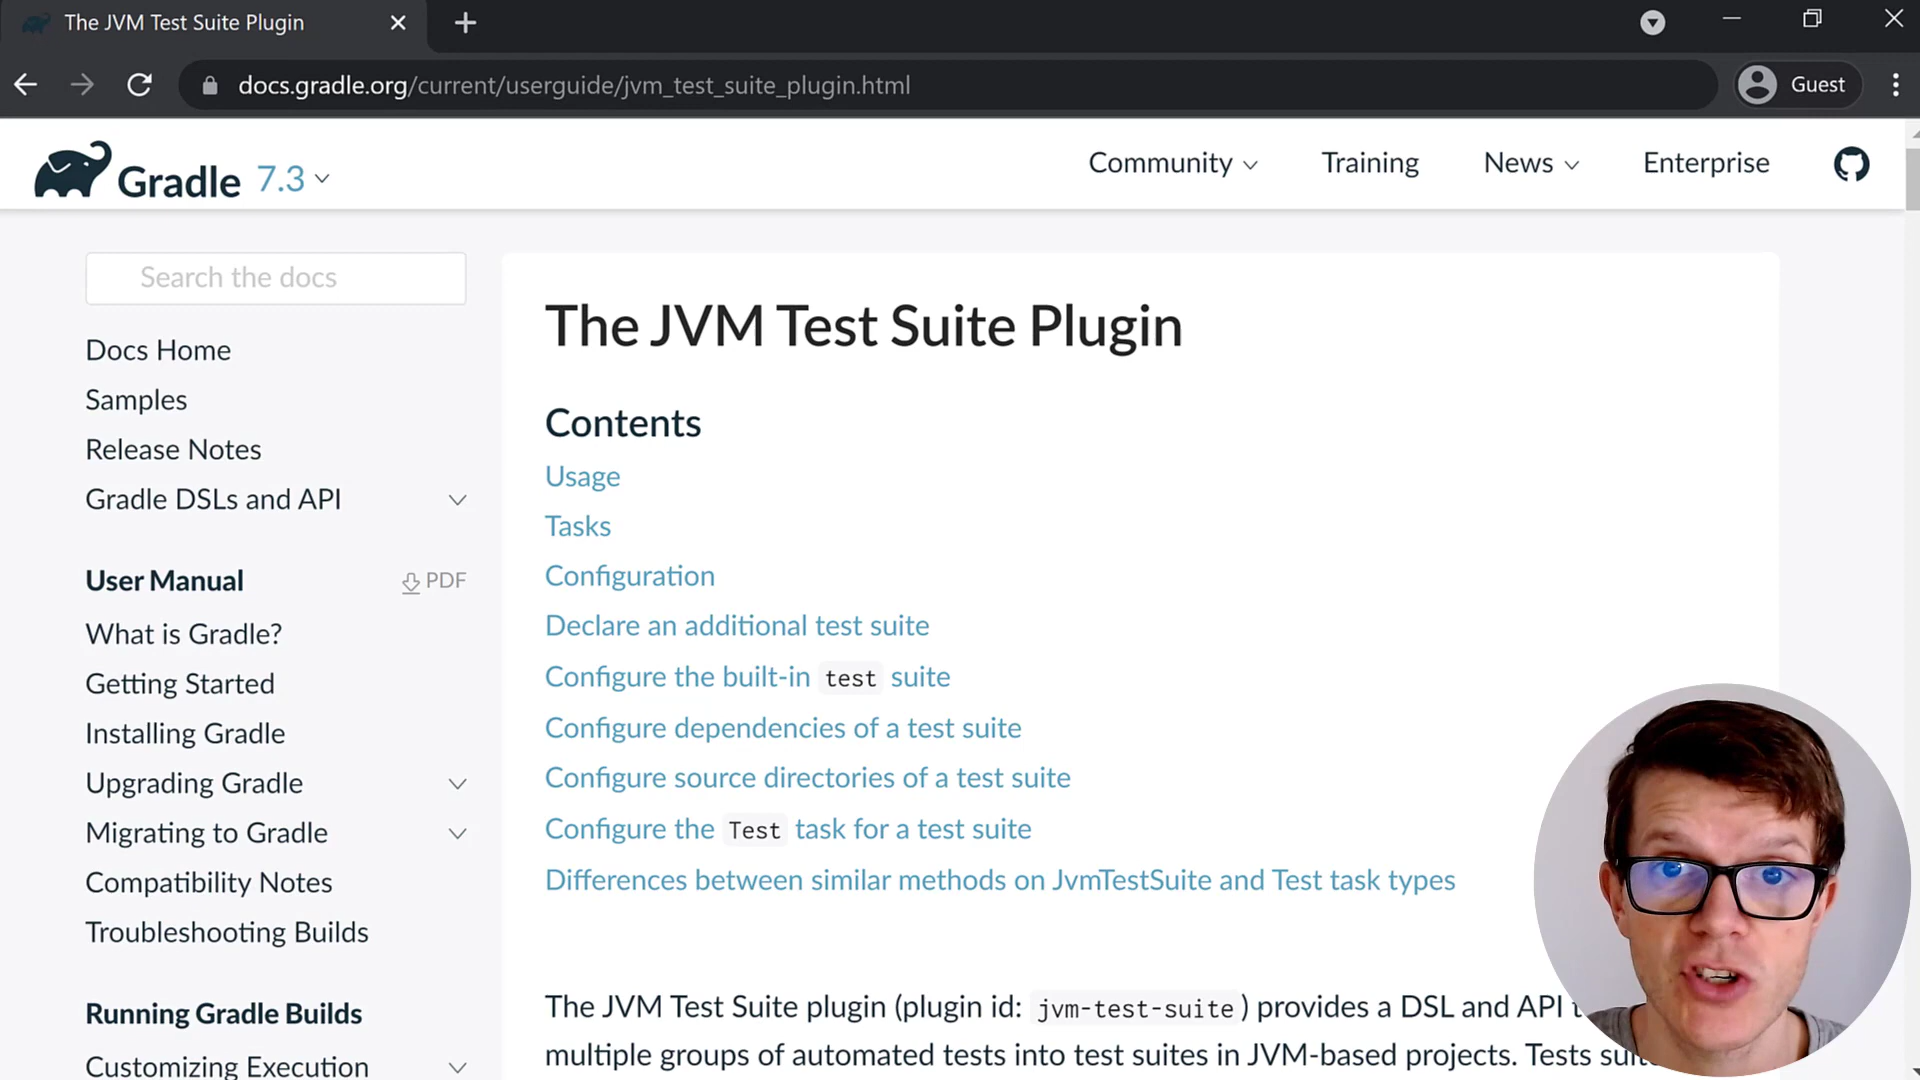 The JVM Test Suite Plugin
docs.gradle.org/current/userguide/jvm_test_suite_plugin.html
Guest
Gradle 7.3
Community
Training
News
Enterprise
Search the docs
Docs Home
Samples
Release Notes
Gradle DSLs and API
User Manual
PDF
What is Gradle?
Getting Started
Installing Gradle
Upgrading Gradle
Migrating to Gradle
Compatibility Notes
Troubleshooting Builds
Running Gradle Builds
Customizing Execution
The JVM Test Suite Plugin
Contents
Usage
Tasks
Configuration
Declare an additional test suite
Configure the built-in test suite
Configure dependencies of a test suite
Configure source directories of a test suite
Configure the Test task for a test suite
Differences between similar methods on JvmTestSuite and Test task types
The JVM Test Suite plugin (plugin id: jvm-test-suite) provides a DSL and API
multiple groups of automated tests into test suites in JVM-based projects. Tests